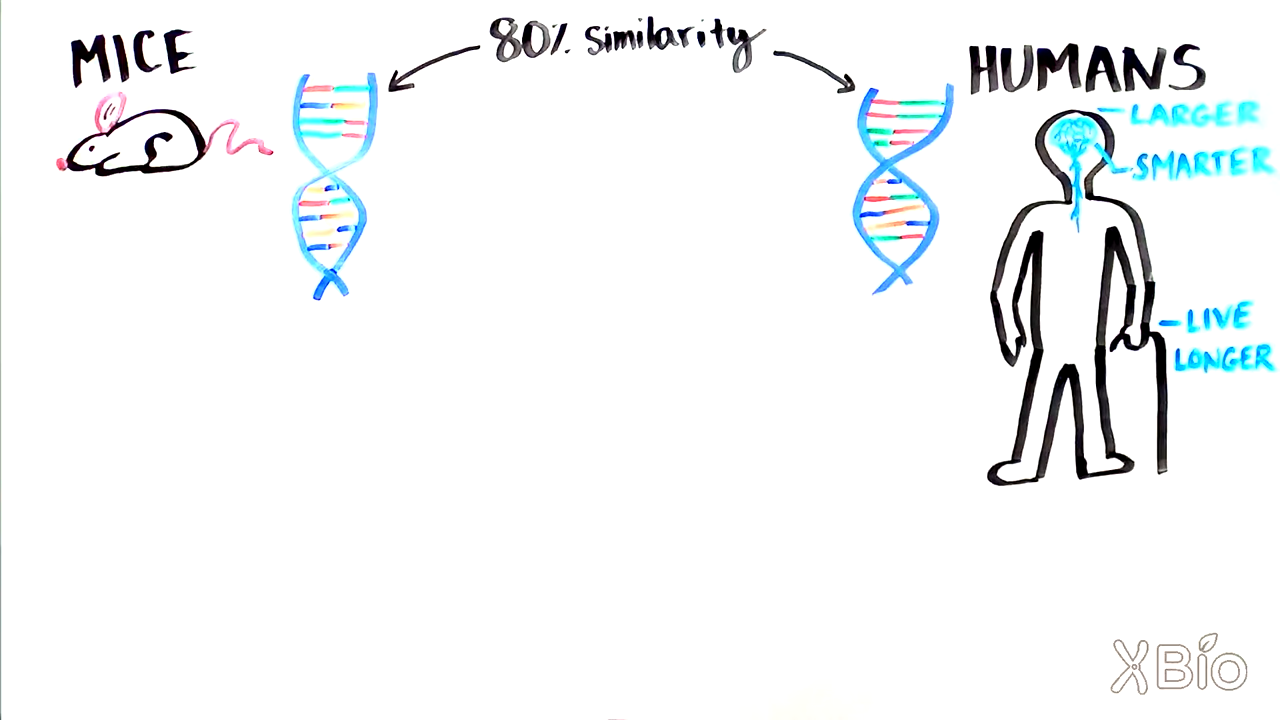 MICE
80% similarity
HUMANS
- LARGER
- SMARTER
- LIVE
LONGER
XBio